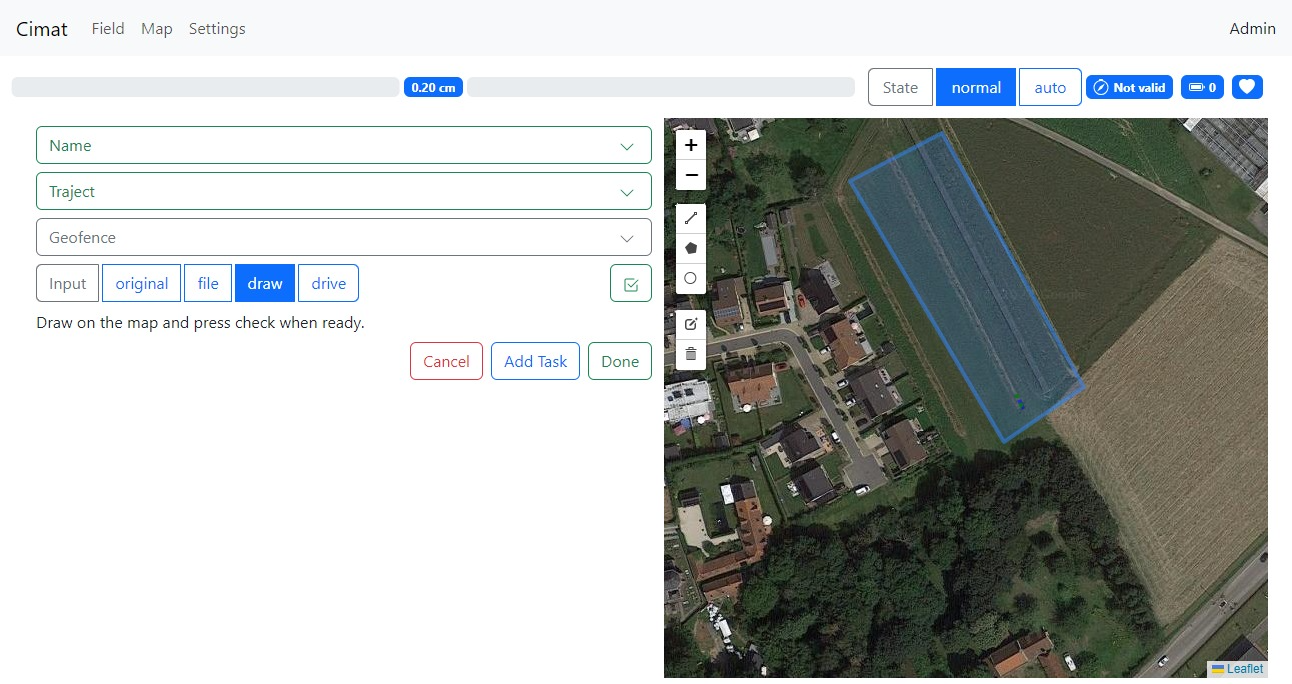 Cimat Field Map Settings Admin
0.20 cm State normal auto Not valid 0
Name
Traject
Geofence
Input original file draw drive
Draw on the map and press check when ready.
Cancel Add Task Done
+
−
Leaflet